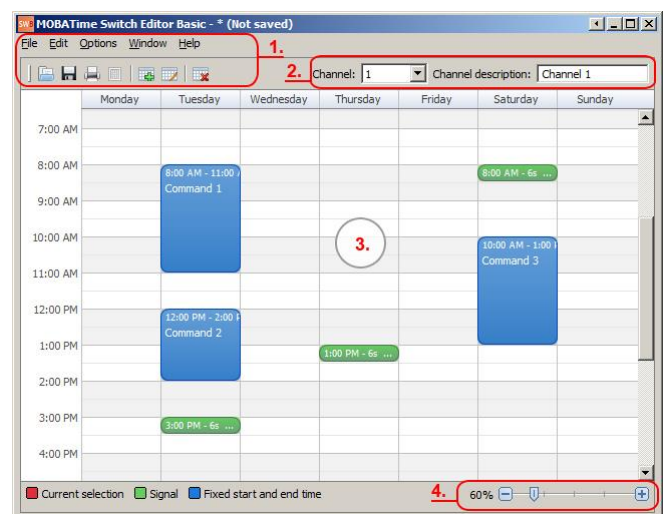 SWB MOBATime Switch Editor Basic - * (Not saved)
File Edit Options Window Help
1.
2. Channel: 1 Channel description: Channel 1
Monday Tuesday Wednesday Thursday Friday Saturday Sunday
7:00 AM
8:00 AM
8:00 AM - 11:00
Command 1
8:00 AM - 6s ...
9:00 AM
10:00 AM
3.
10:00 AM - 1:00
Command 3
11:00 AM
12:00 PM
12:00 PM - 2:00
Command 2
1:00 PM
1:00 PM - 6s ...
2:00 PM
3:00 PM
3:00 PM - 6s ...
4:00 PM
Current selection Signal Fixed start and end time
4. 60%